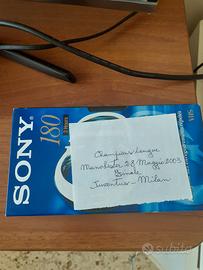 SONY
180
VHS
Champions League
Manchester 28 Maggio 2003
Finale
Juventus - Milan
subito